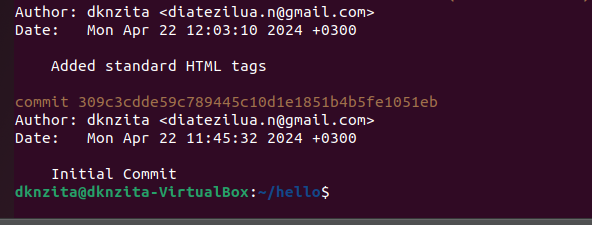 Author: dknzita <diatezilua.n@gmail.com>
Date:   Mon Apr 22 12:03:10 2024 +0300
Added standard HTML tags
commit 309c3cdde59c789445c10d1e1851b4b5fe1051eb
Author: dknzita <diatezilua.n@gmail.com>
Date:   Mon Apr 22 11:45:32 2024 +0300
Initial Commit
dknzita@dknzita-VirtualBox:~/hello$